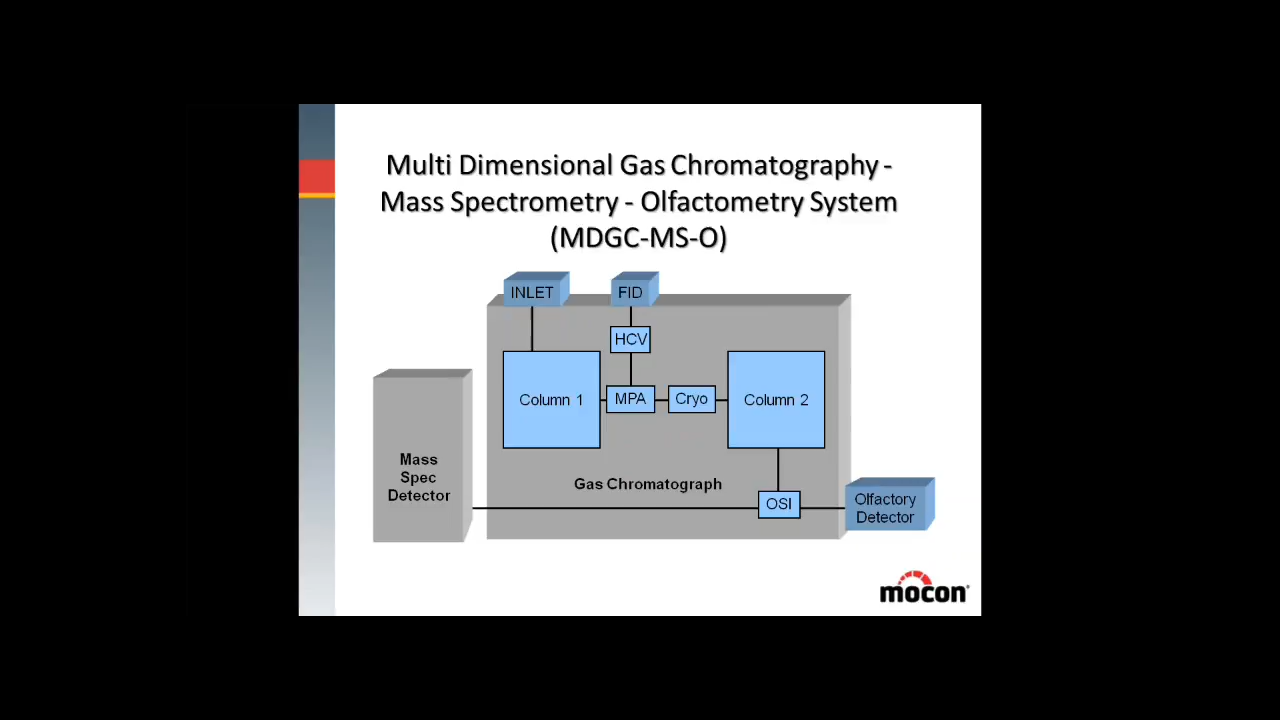 Multi Dimensional Gas Chromatography -
Mass Spectrometry - Olfactometry System
(MDGC-MS-O)
INLET
FID
HCV
Column 1
MPA
Cryo
Column 2
Mass
Spec
Detector
Gas Chromatograph
OSI
Olfactory
Detector
mocon®